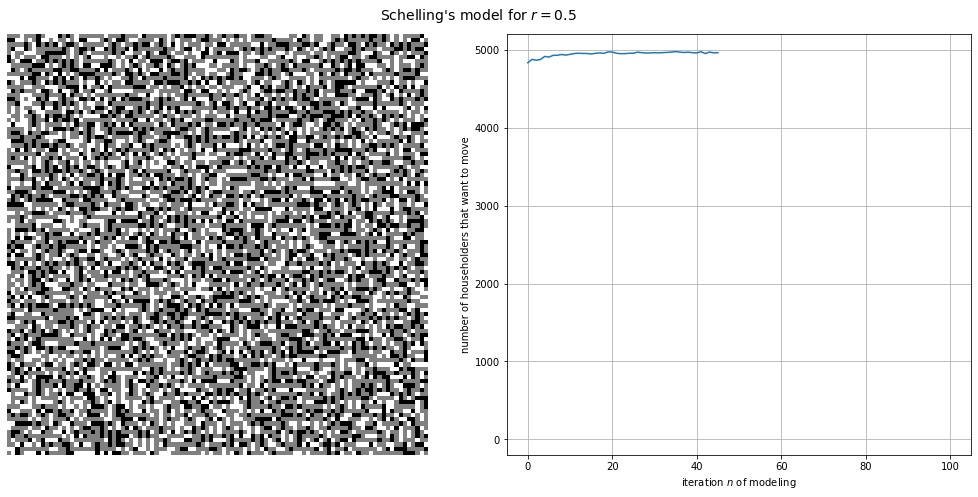 Schelling's model for r = 0.5
number of householders that want to move
5000
4000
3000
2000
1000
0
0 20 40 60 80 100
iteration n of modeling